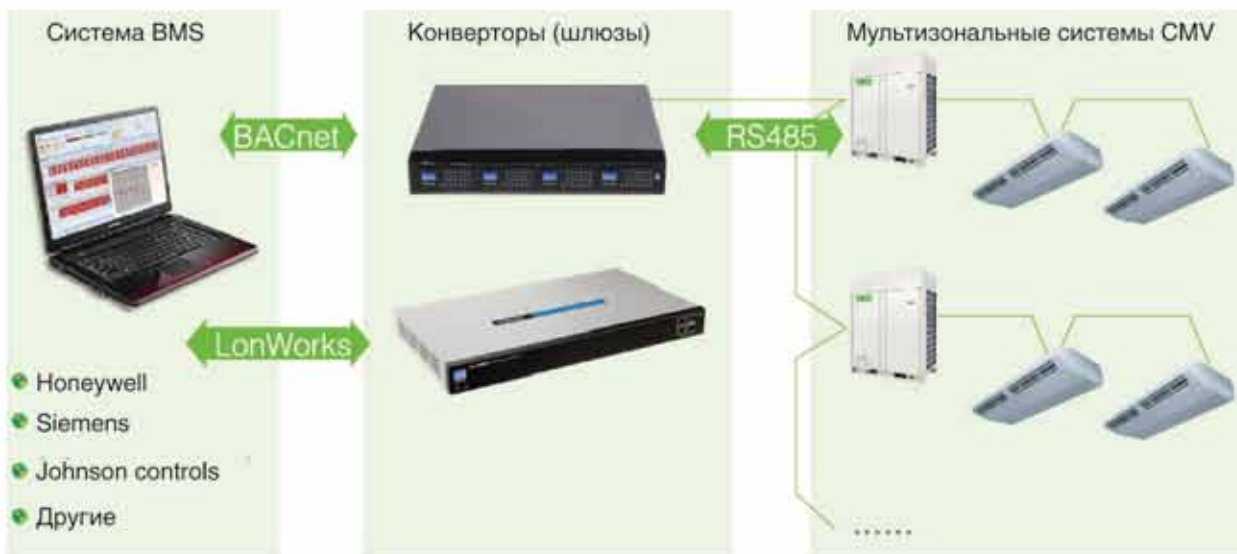 Система BMS
Конверторы (шлюзы)
Мультизональные системы CMV
BACnet
RS485
LonWorks
Honeywell
Siemens
Johnson controls
Другие
......